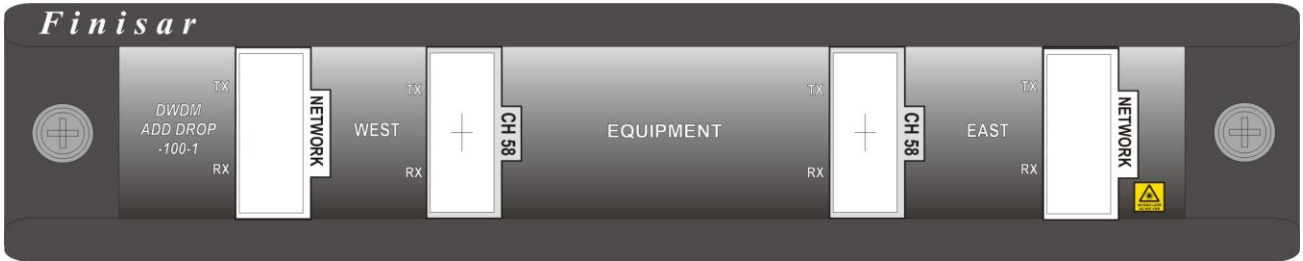 Finisar
DWDM
ADD DROP
-100-1
TX
RX
NETWORK
WEST
TX
RX
CH 58
EQUIPMENT
TX
RX
CH 58
EAST
TX
RX
NETWORK